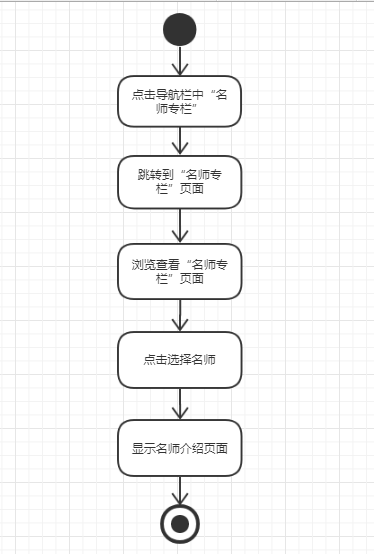 点击导航栏中“名
师专栏”
跳转到“名师专
栏”页面
浏览查看“名师专
栏”页面
点击选择名师
显示名师介绍页面